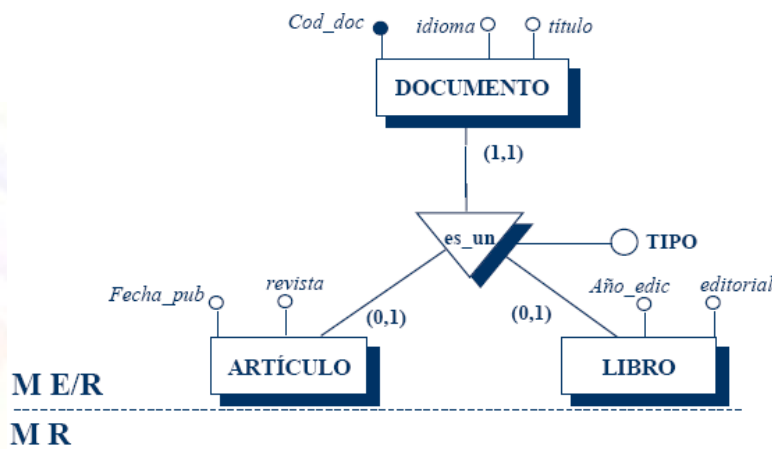 Cod_doc idioma título
DOCUMENTO
(1,1)
es_un TIPO
Fecha_pub revista Año_edic editorial
(0,1) (0,1)
ARTÍCULO LIBRO
M E/R
M R